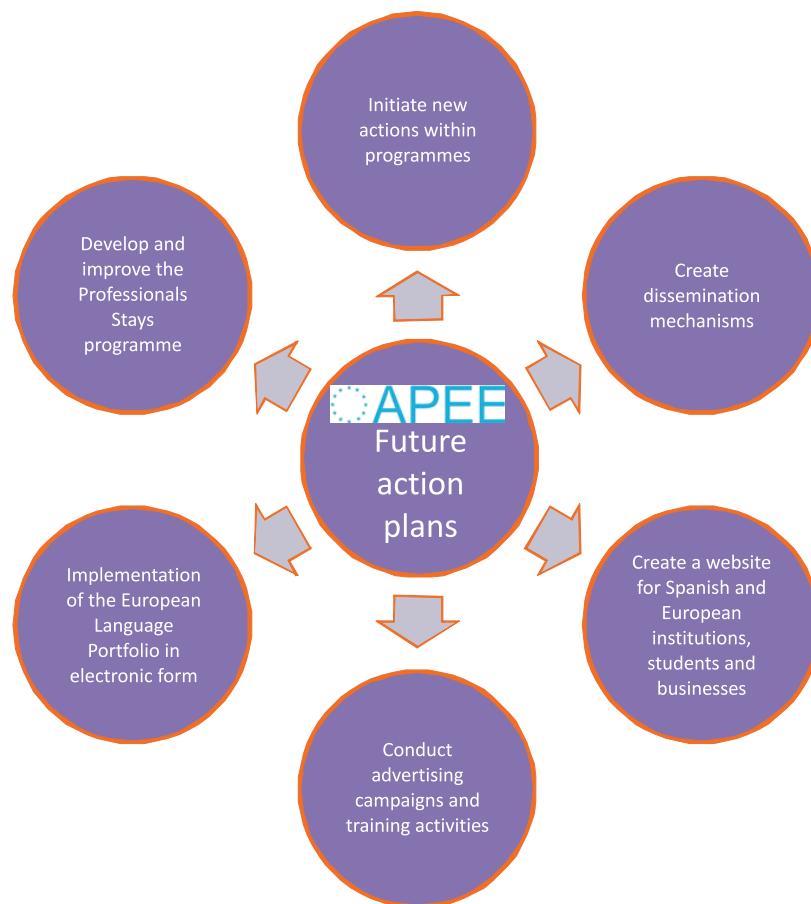 Initiate new
actions within
programmes
Create
dissemination
mechanisms
Create a website
for Spanish and
European
institutions,
students and
businesses
Conduct
advertising
campaigns and
training activities
Implementation
of the European
Language
Portfolio in
electronic form
Develop and
improve the
Professionals
Stays
programme
APEE
Future
action
plans